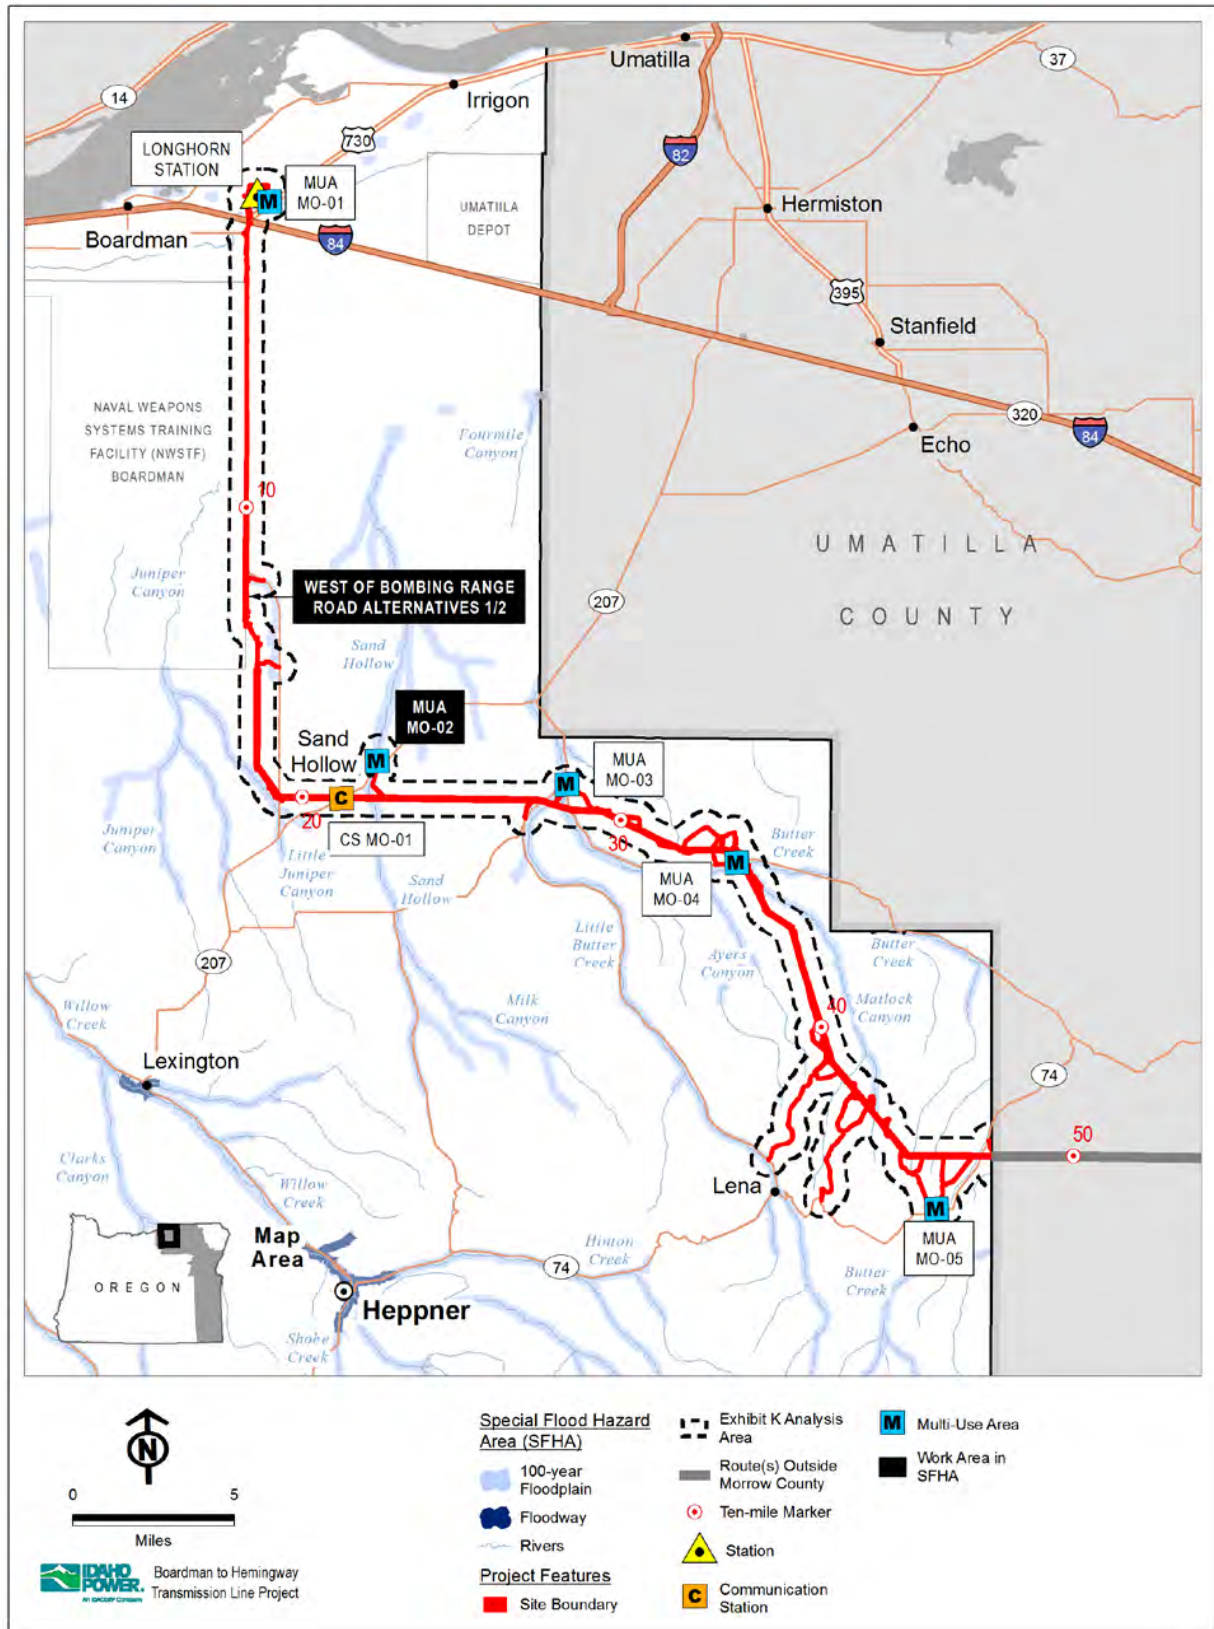 Umatilla
37
14
Irrigon
730
LONGHORN
STATION
82
MUA
MO-01
M
UMATIILA
DEPOT
Hermiston
Boardman
84
395
Stanfield
NAVAL WEAPONS
SYSTEMS TRAINING
FACILITY (NWSTF)
BOARDMAN
320
84
Echo
Fourmile
Canyon
10
UMATILLA
COUNTY
Juniper
Canyon
WEST OF BOMBING RANGE
ROAD ALTERNATIVES 1/2
207
Sand
Hollow
MUA
MO-02
Sand
Hollow
M
MUA
MO-03
M
C
20
CS MO-01
30
Juniper
Canyon
Little
Juniper
Canyon
Sand
Hollow
MUA
MO-04
M
Butter
Creek
Little
Butter
Creek
Ayers
Canyon
Butter
Creek
207
Willow
Creek
Milk
Canyon
Matlock
Canyon
40
Lexington
74
50
Clarks
Canyon
Willow
Creek
Lena
M
MUA
MO-05
Map
Area
Hinton
Creek
74
Butter
Creek
OREGON
Heppner
Shobe
Creek
N
0 5
Miles
IDAHO
POWER.
An IDACORP Company
Boardman to Hemingway
Transmission Line Project
Special Flood Hazard
Area (SFHA)
100-year
Floodplain
Floodway
Rivers
Project Features
Site Boundary
Exhibit K Analysis
Area
Route(s) Outside
Morrow County
Ten-mile Marker
Station
C
Communication
Station
M
Multi-Use Area
Work Area in
SFHA